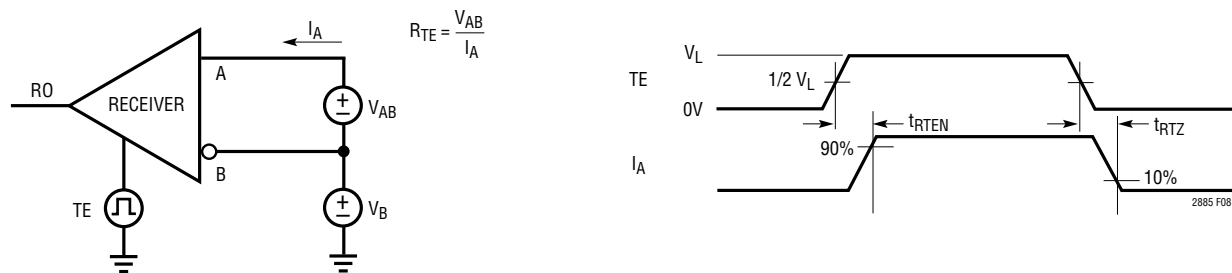 I_A
R_TE = V_AB / I_A
A
RO
RECEIVER
V_AB
B
TE
V_B
V_L
TE
1/2 V_L
0V
t_RTEN
t_RTZ
90%
I_A
10%
2885 F08